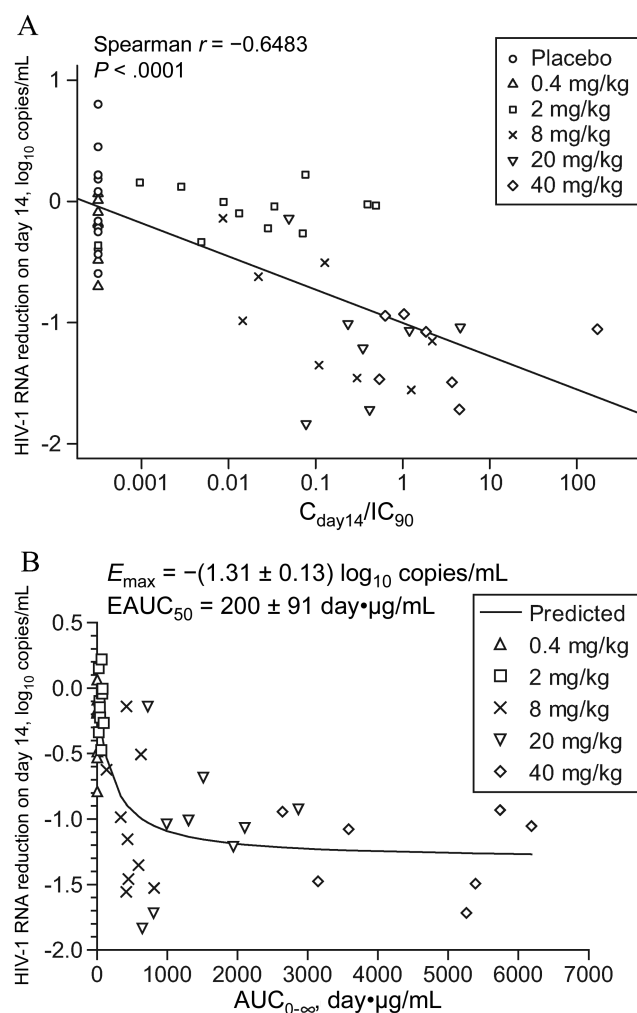 A
Spearman r = −0.6483
P < .0001
Placebo
0.4 mg/kg
2 mg/kg
8 mg/kg
20 mg/kg
40 mg/kg
HIV-1 RNA reduction on day 14, log10 copies/mL
1
0
-1
-2
0.001 0.01 0.1 1 10 100
Cday14/IC90
B
Emax = −(1.31 ± 0.13) log10 copies/mL
EAUC50 = 200 ± 91 day•µg/mL
Predicted
0.4 mg/kg
2 mg/kg
8 mg/kg
20 mg/kg
40 mg/kg
HIV-1 RNA reduction on day 14, log10 copies/mL
0.5
0.0
-0.5
-1.0
-1.5
-2.0
0 1000 2000 3000 4000 5000 6000 7000
AUC0-∞, day•µg/mL